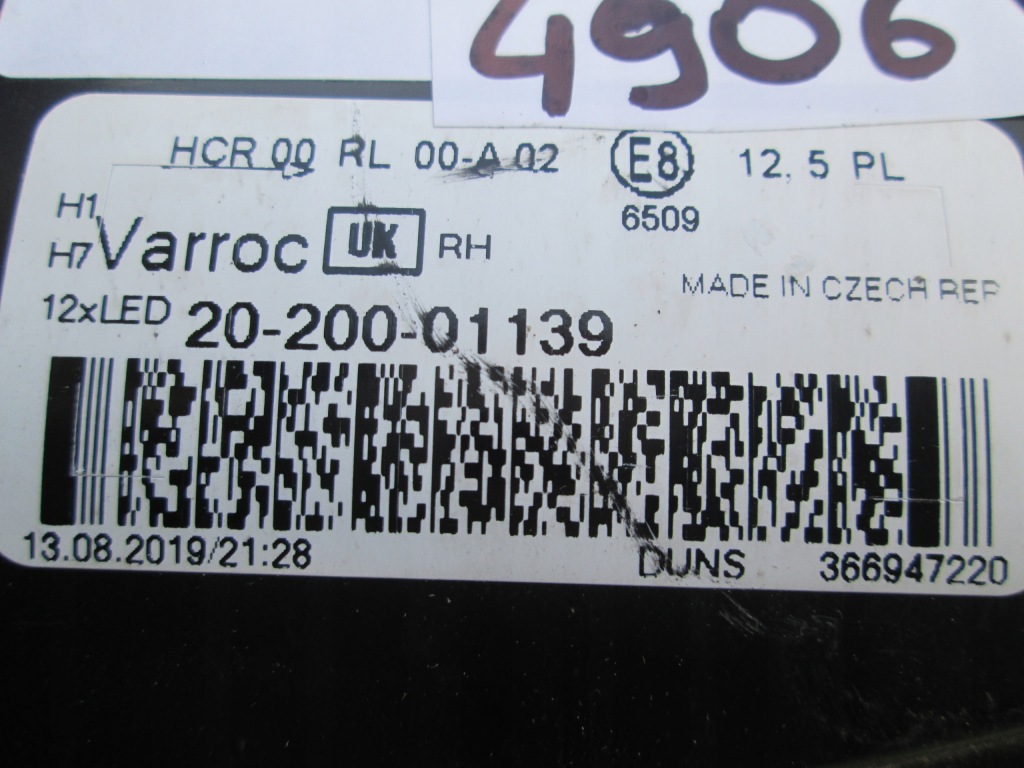 4906
HCR 00 RL 00-A 02 E8 12, 5 PL
6509
H1
H7 Varroc UK RH
MADE IN CZECH REP
12xLED 20-200-01139
13.08.2019/21:28 DUNS 366947220